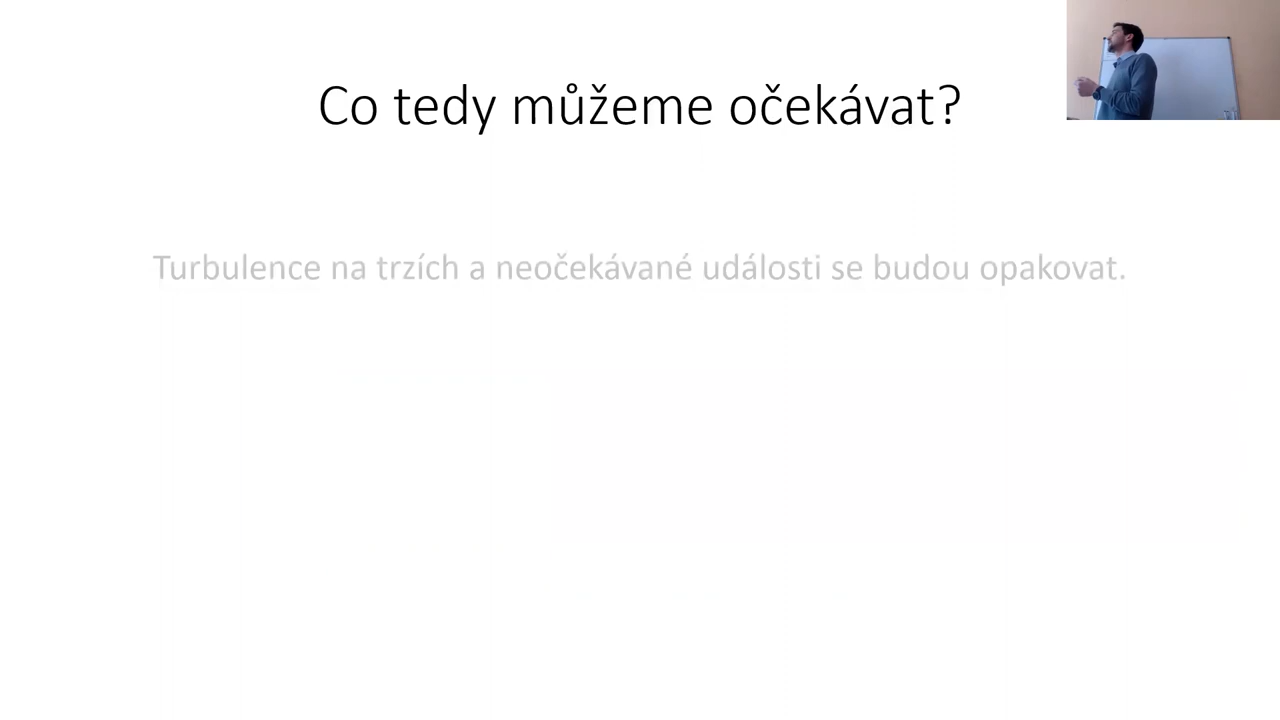 Co tedy můžeme očekávat?
Turbulence na trzích a neočekávané události se budou opakovat.